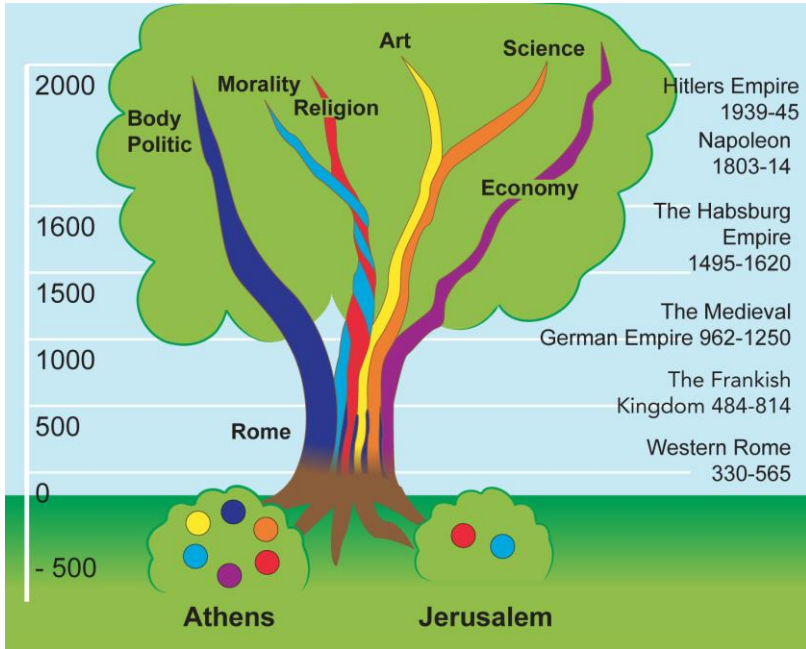 Art
Science
2000
Morality
Religion
Hitlers Empire
1939-45
Body
Politic
Napoleon
1803-14
Economy
1600
The Habsburg
Empire
1495-1620
1500
The Medieval
German Empire 962-1250
1000
The Frankish
Kingdom 484-814
500
Rome
Western Rome
330-565
0
- 500
Athens
Jerusalem